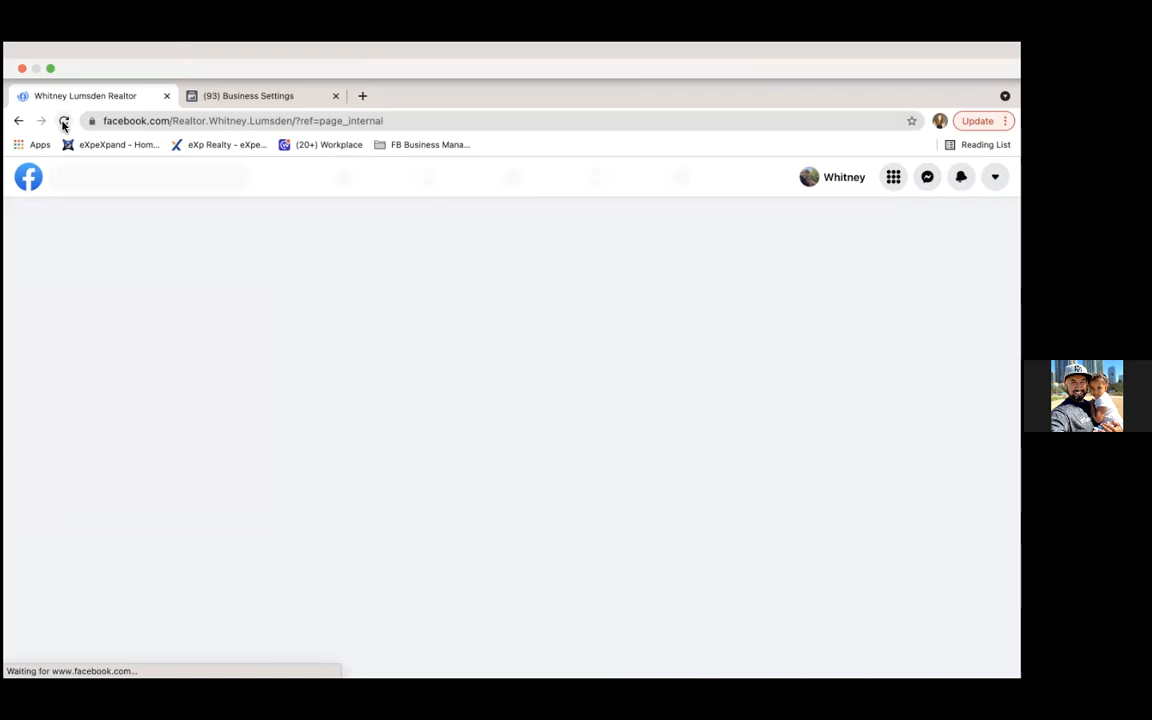 Whitney Lumsden Realtor
(93) Business Settings
facebook.com/Realtor.Whitney.Lumsden/?ref=page_internal
Update
Apps
eXpeXpand - Hom...
eXp Realty - eXpe...
(20+) Workplace
FB Business Mana...
Reading List
Whitney
Waiting for www.facebook.com...